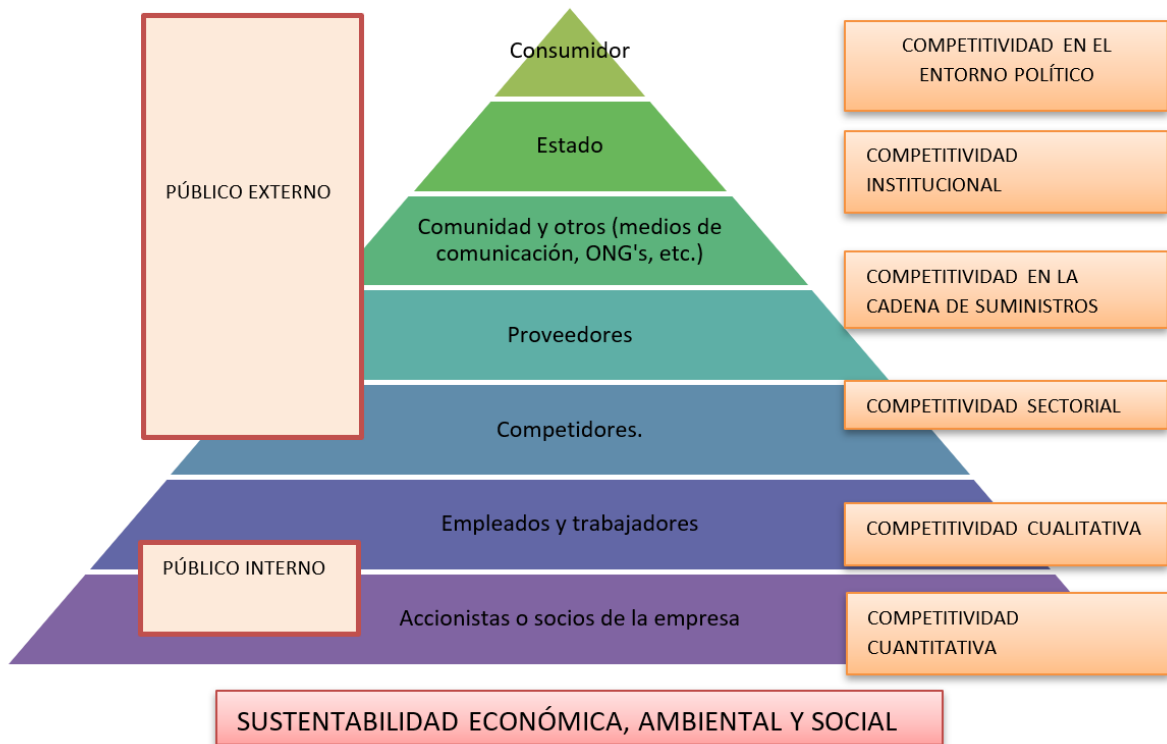 Consumidor
COMPETITIVIDAD EN EL
ENTORNO POLÍTICO
Estado
COMPETITIVIDAD
INSTITUCIONAL
PÚBLICO EXTERNO
Comunidad y otros (medios de
comunicación, ONG's, etc.)
COMPETITIVIDAD EN LA
CADENA DE SUMINISTROS
Proveedores
COMPETITIVIDAD SECTORIAL
Competidores.
Empleados y trabajadores
COMPETITIVIDAD CUALITATIVA
PÚBLICO INTERNO
Accionistas o socios de la empresa
COMPETITIVIDAD
CUANTITATIVA
SUSTENTABILIDAD ECONÓMICA, AMBIENTAL Y SOCIAL